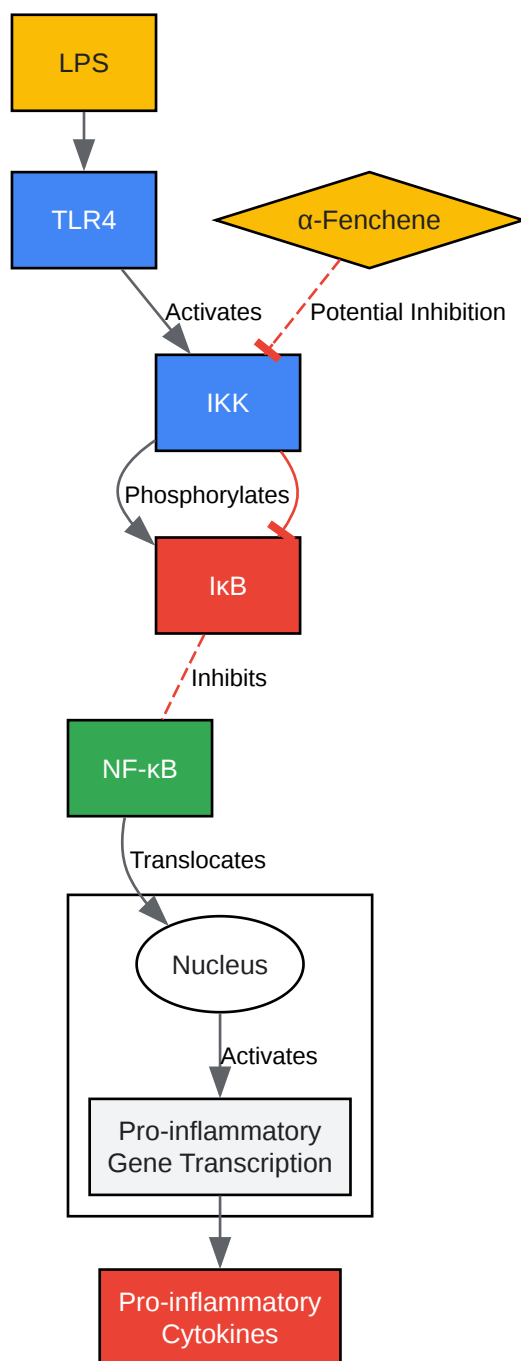 LPS
TLR4
α-Fenchene
Activates
Potential Inhibition
IKK
Phosphorylates
IκB
Inhibits
NF-κB
Translocates
Nucleus
Activates
Pro-inflammatory
Gene Transcription
Pro-inflammatory
Cytokines